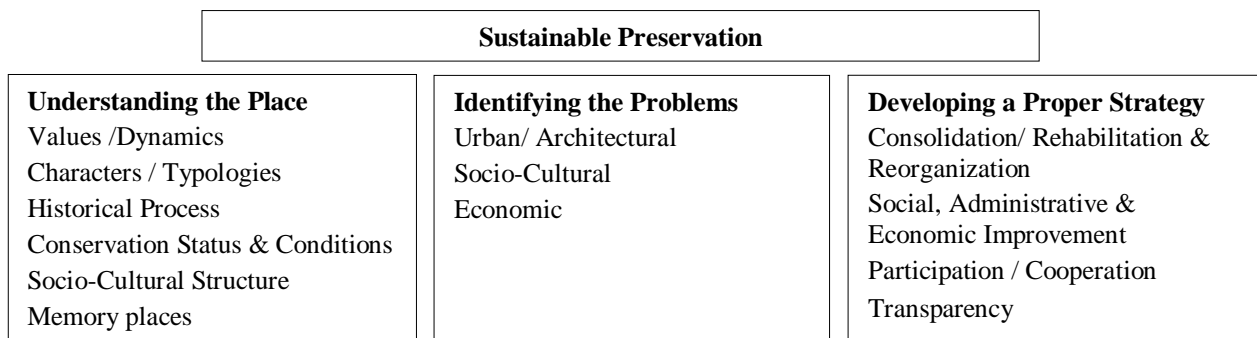 Sustainable Preservation
Understanding the Place
Values /Dynamics
Characters / Typologies
Historical Process
Conservation Status & Conditions
Socio-Cultural Structure
Memory places
Identifying the Problems
Urban/ Architectural
Socio-Cultural
Economic
Developing a Proper Strategy
Consolidation/ Rehabilitation &
Reorganization
Social, Administrative &
Economic Improvement
Participation / Cooperation
Transparency